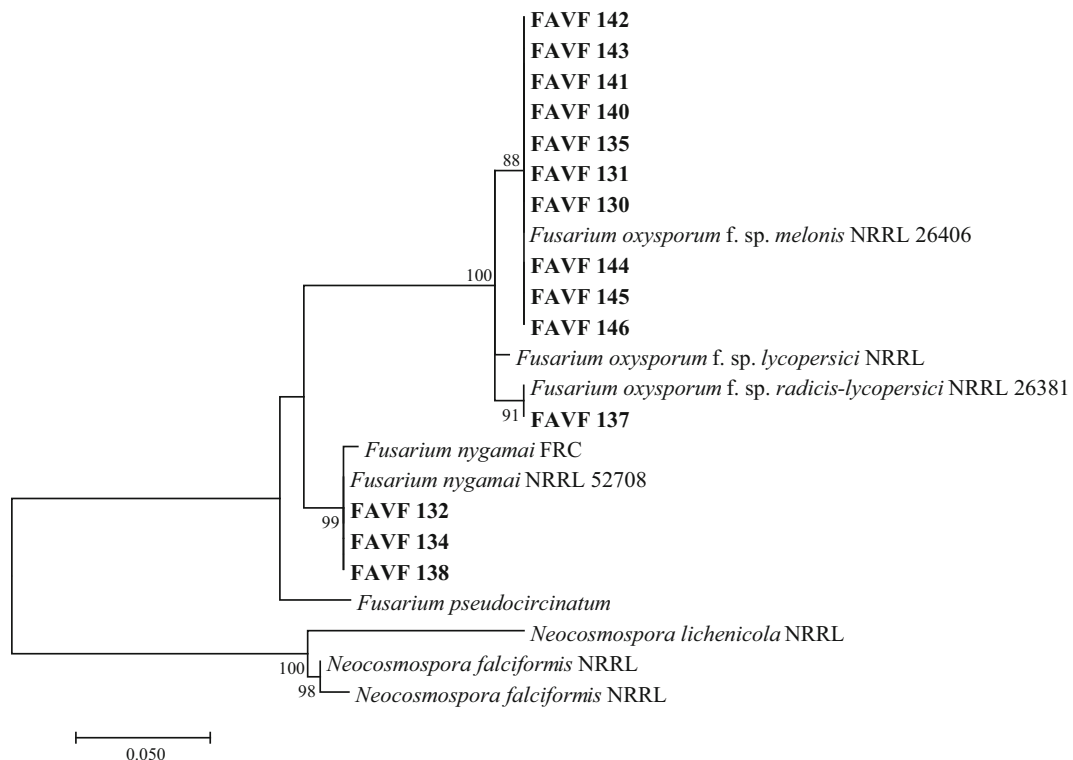 FAVF 142
FAVF 143
FAVF 141
FAVF 140
FAVF 135
88
FAVF 131
FAVF 130
Fusarium oxysporum f. sp. melonis NRRL 26406
FAVF 144
100
FAVF 145
FAVF 146
Fusarium oxysporum f. sp. lycopersici NRRL
Fusarium oxysporum f. sp. radicis-lycopersici NRRL 26381
91
FAVF 137
Fusarium nygamai FRC
Fusarium nygamai NRRL 52708
FAVF 132
99
FAVF 134
FAVF 138
Fusarium pseudocircinatum
Neocosmospora lichenicola NRRL
100
Neocosmospora falciformis NRRL
98
Neocosmospora falciformis NRRL
0.050